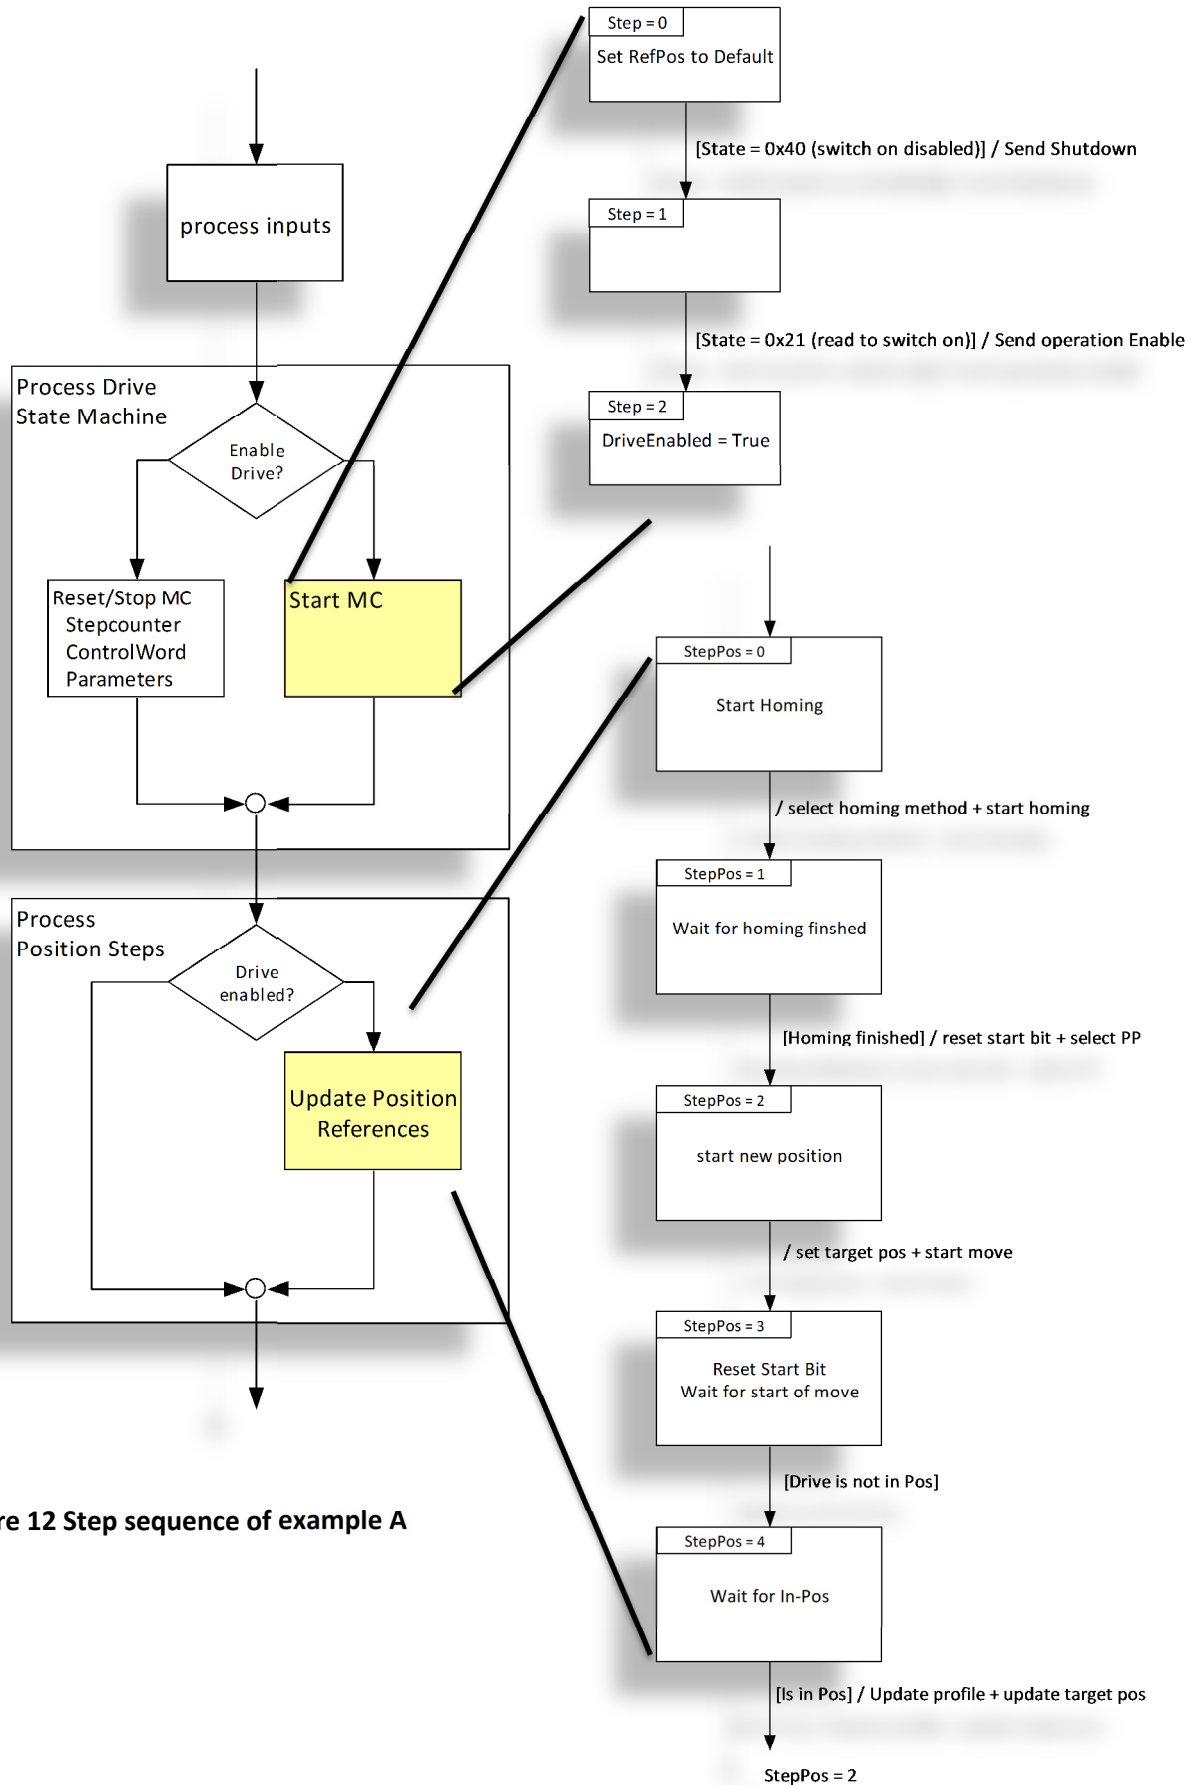 process inputs
Process Drive
State Machine
Enable
Drive?
Reset/Stop MC
Stepcounter
ControlWord
Parameters
Start MC
Process
Position Steps
Drive
enabled?
Update Position
References
re 12 Step sequence of example A
Step = 0
Set RefPos to Default
[State = 0x40 (switch on disabled)] / Send Shutdown
Step = 1
[State = 0x21 (read to switch on)] / Send operation Enable
Step = 2
DriveEnabled = True
StepPos = 0
Start Homing
/ select homing method + start homing
StepPos = 1
Wait for homing finshed
[Homing finished] / reset start bit + select PP
StepPos = 2
start new position
/ set target pos + start move
StepPos = 3
Reset Start Bit
Wait for start of move
[Drive is not in Pos]
StepPos = 4
Wait for In-Pos
[Is in Pos] / Update profile + update target pos
StepPos = 2